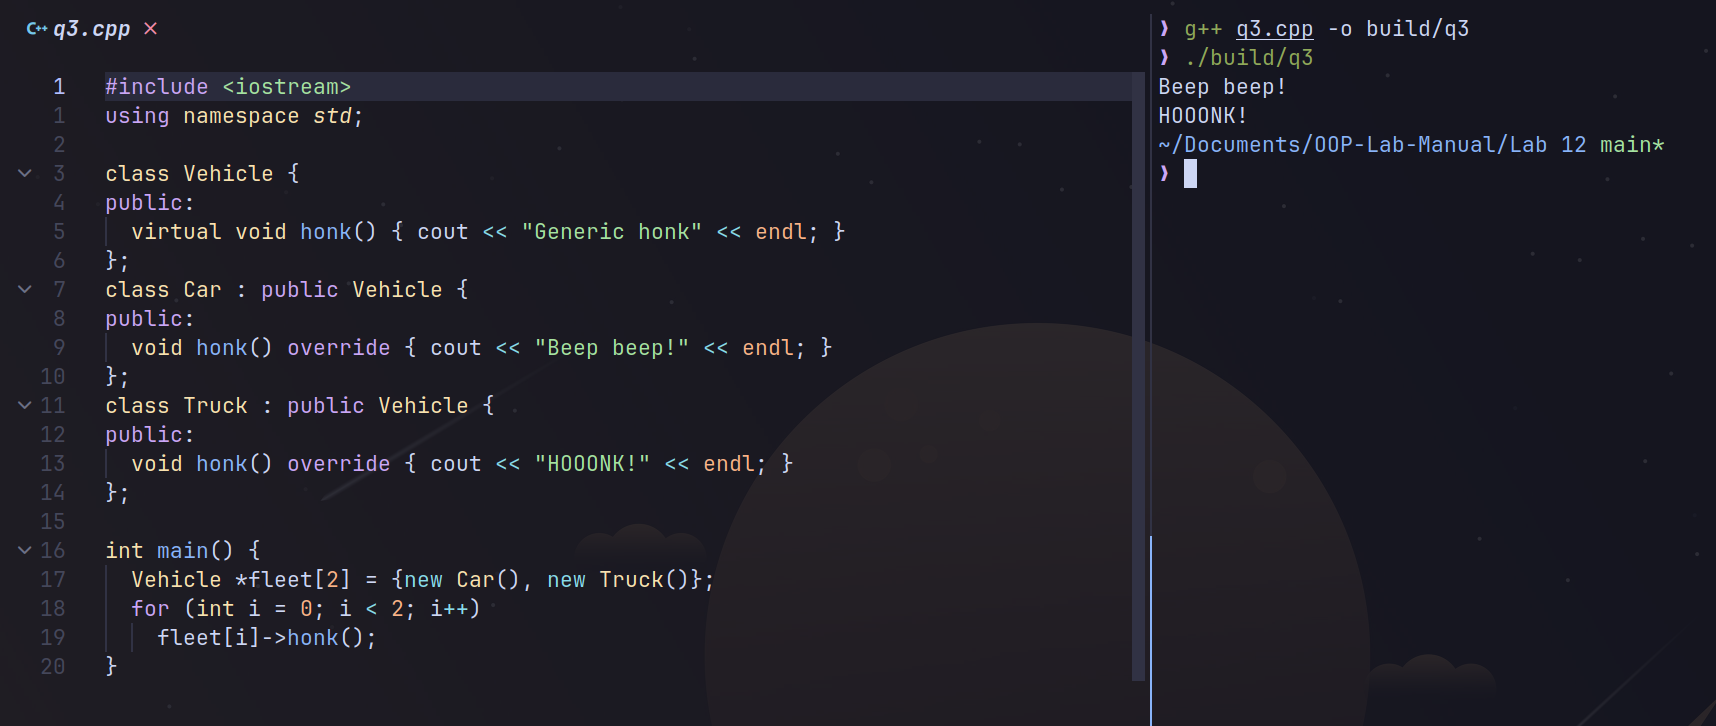 C++ q3.cpp ×
1 #include <iostream>
1 using namespace std;
2
3 class Vehicle {
4 public:
5   virtual void honk() { cout << "Generic honk" << endl; }
6 };
7 class Car : public Vehicle {
8 public:
9   void honk() override { cout << "Beep beep!" << endl; }
10 };
11 class Truck : public Vehicle {
12 public:
13   void honk() override { cout << "HOOONK!" << endl; }
14 };
15
16 int main() {
17   Vehicle *fleet[2] = {new Car(), new Truck()};
18   for (int i = 0; i < 2; i++)
19     fleet[i]->honk();
20 }
❱ g++ q3.cpp -o build/q3
❱ ./build/q3
Beep beep!
HOOONK!
~/Documents/OOP-Lab-Manual/Lab 12 main*
❱